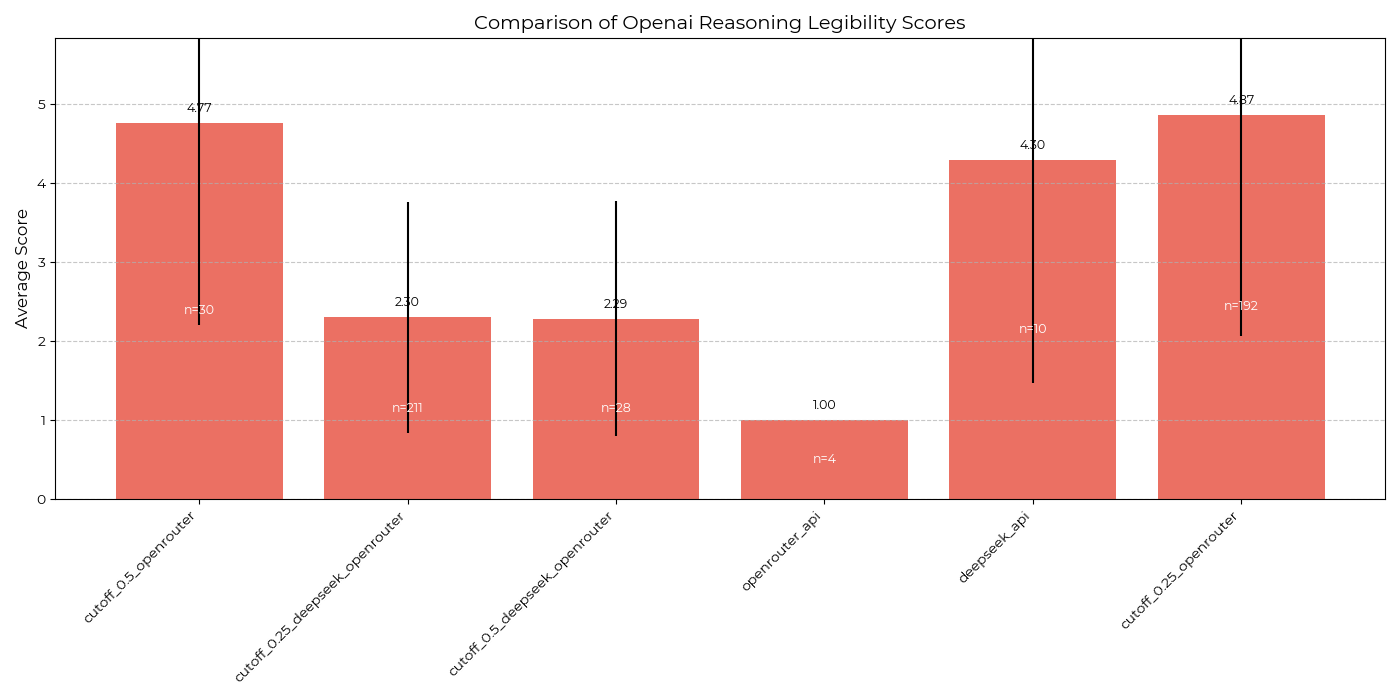 Comparison of Openai Reasoning Legibility Scores
Average Score
5
4
3
2
1
0
4.77
n=30
2.30
n=211
2.29
n=28
1.00
n=4
4.30
n=10
4.87
n=192
cutoff_0.5_openrouter
cutoff_0.25_deepseek_openrouter
cutoff_0.5_deepseek_openrouter
openrouter_api
deepseek_api
cutoff_0.25_openrouter